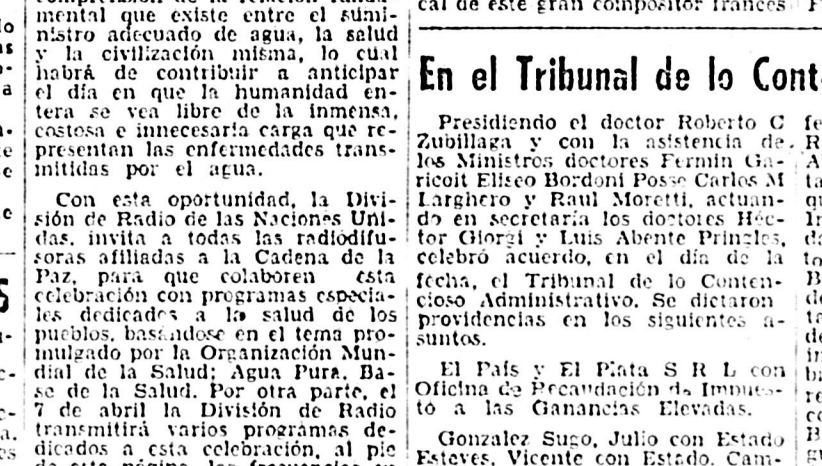 mental que existe entre el sumi-
nistro adecuado de agua, la salud
y la civilización misma, lo cual
habrá de contribuir a anticipar
el día en que la humanidad en-
tera se vea libre de la inmensa,
costosa e innecesaria carga que re-
presentan las enfermedades trans-
mitidas por el agua.
Con esta oportunidad, la Divi-
sión de Radio de las Naciones Uni-
das, invita a todas las radiodifu-
soras afiliadas a la Cadena de la
Paz, para que colaboren esta
celebración con programas especia-
les dedicados a la salud de los
pueblos, basándose en el tema pro-
mulgado por la Organización Mun-
dial de la Salud; Agua Pura, Ba-
se de la Salud. Por otra parte, el
7 de abril la División de Radio
transmitirá varios programas de-
dicados a esta celebración, al pie
de esta página, las frecuencias en
cal de este gran compositor francés
En el Tribunal de lo Cont
Presidiendo el doctor Roberto C
Zubillaga y con la asistencia de
los Ministros doctores Fermin Ga-
ricoit Eliseo Bordoni Posse Carlos M
Larghero y Raul Moretti, actuan-
do en secretaría los doctores Héc-
tor Giorgi y Luis Abente Pringles,
celebró acuerdo, en el día de la
fecha, el Tribunal de lo Conten-
cioso Administrativo. Se dictaron
providencias en los siguientes a-
suntos.
El País y El Plata S R L con
Oficina de Recaudación de Impues-
to a las Ganancias Elevadas.
Gonzalez Sugo, Julio con Estado
Esteves, Vicente con Estado. Cam-